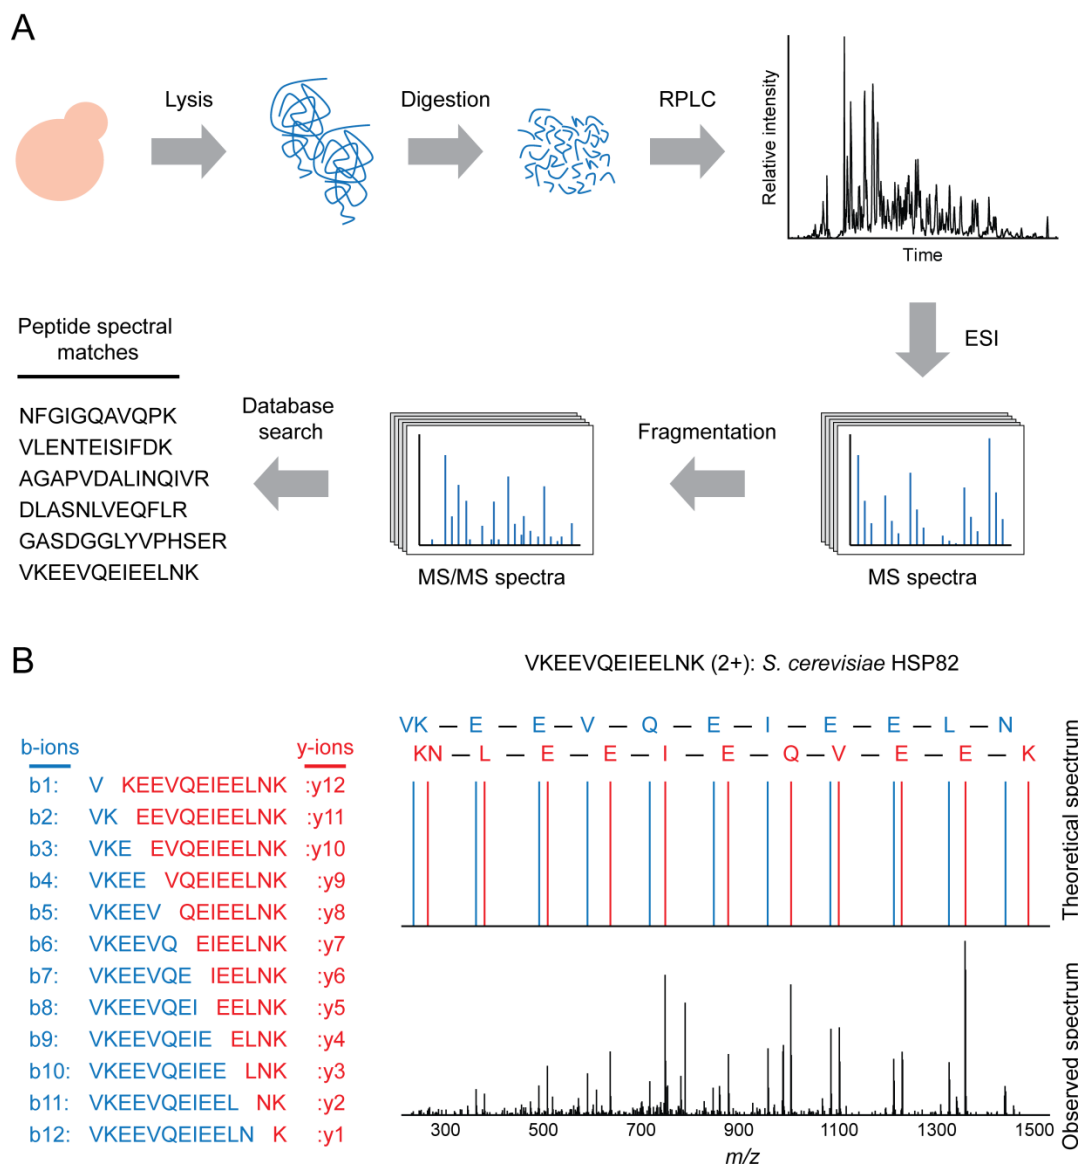 A
Lysis
Digestion
RPLC
Relative intensity
Time
ESI
Fragmentation
MS spectra
MS/MS spectra
Database
search
Peptide spectral
matches
NFGIGQAVQPK
VLENTEISIFDK
AGAPVDALINQIVR
DLASNLVEQFLR
GASDGGLYVPHSER
VKEEVQEIEELNK
B
b-ions y-ions
b1: V KEEVQEIEELNK :y12
b2: VK EEVQEIEELNK :y11
b3: VKE EVQEIEELNK :y10
b4: VKEE VQEIEELNK :y9
b5: VKEEV QEIEELNK :y8
b6: VKEEVQ EIEELNK :y7
b7: VKEEVQE IEELNK :y6
b8: VKEEVQEI EELNK :y5
b9: VKEEVQEIE ELNK :y4
b10: VKEEVQEIEE LNK :y3
b11: VKEEVQEIEEL NK :y2
b12: VKEEVQEIEELN K :y1
VKEEVQEIEELNK (2+): S. cerevisiae HSP82
VK — E — E — V — Q — E — I — E — E — L — N
KN — L — E — E — I — E — Q — V — E — E — K
Theoretical spectrum
Observed spectrum
300 500 700 900 1100 1300 1500
m/z